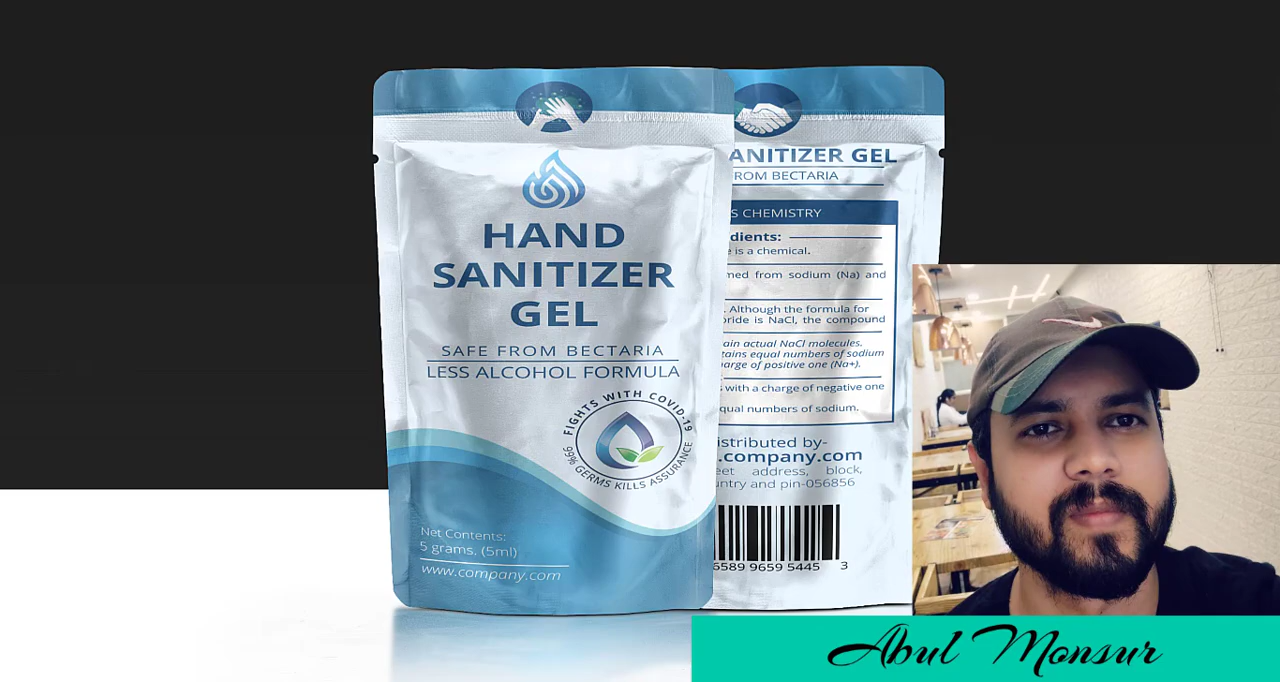 HAND
SANITIZER
GEL
SAFE FROM BECTARIA
LESS ALCOHOL FORMULA
FIGHTS WITH COVID-19
99% GERMS KILLS ASSURANCE
Net Contents:
5 grams, (5ml)
www.company.com
ANITIZER GEL
ROM BECTARIA
S CHEMISTRY
dients:
e is a chemical.
med from sodium (Na) and
. Although the formula for
oride is NaCl, the compound
ain actual NaCl molecules.
tains equal numbers of sodium
harge of positive one (Na+).
s with a charge of negative one
qual numbers of sodium.
istributed by-
.company.com
eet address, block,
untry and pin-056856
6589 9659 5445 3
Abul Monsur